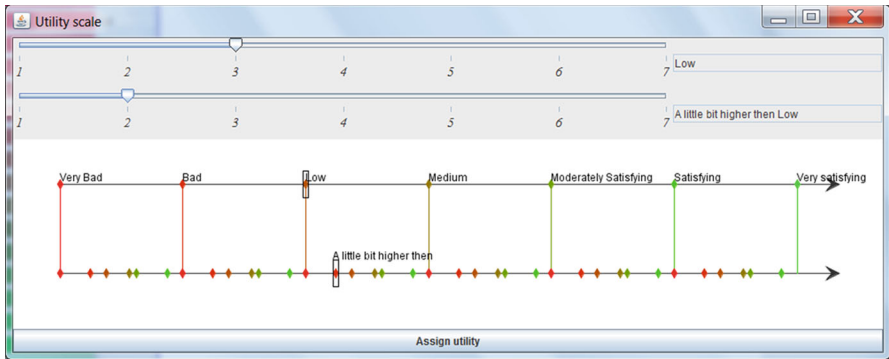 Utility scale
1 2 3 4 5 6 7
Low
1 2 3 4 5 6 7
A little bit higher then Low
Very Bad Bad Low Medium Moderately Satisfying Satisfying Very satisfying
A little bit higher then
Assign utility